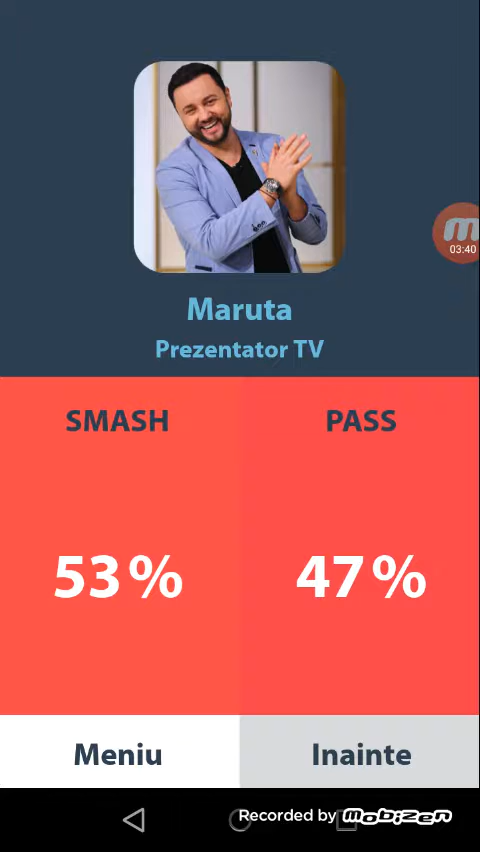 03:40
Maruta
Prezentator TV
SMASH PASS
53% 47%
Meniu Inainte
Recorded by mobizen